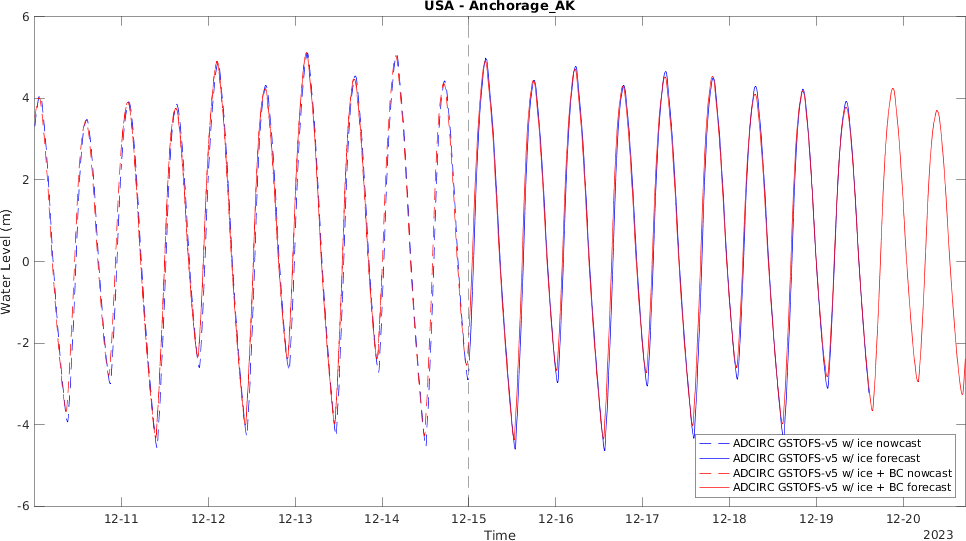 USA - Anchorage_AK
6
4
2
0
-2
-4
-6
Water Level (m)
ADCIRC GSTOFS-v5 w/ ice nowcast
ADCIRC GSTOFS-v5 w/ ice forecast
ADCIRC GSTOFS-v5 w/ ice + BC nowcast
ADCIRC GSTOFS-v5 w/ ice + BC forecast
12-11 12-12 12-13 12-14 12-15 12-16 12-17 12-18 12-19 12-20
Time
2023